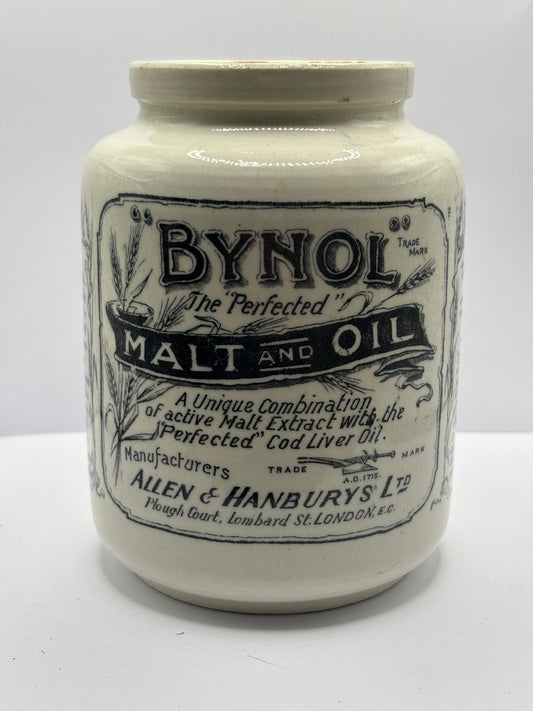 "BYNOL"
TRADE MARK
The "Perfected"
MALT AND OIL
A Unique Combination
of active Malt Extract with the
"Perfected" Cod Liver Oil.
Manufacturers
TRADE MARK
A.D. 1715.
ALLEN & HANBURYS LTD
Plough Court, Lombard St. LONDON, E.C.